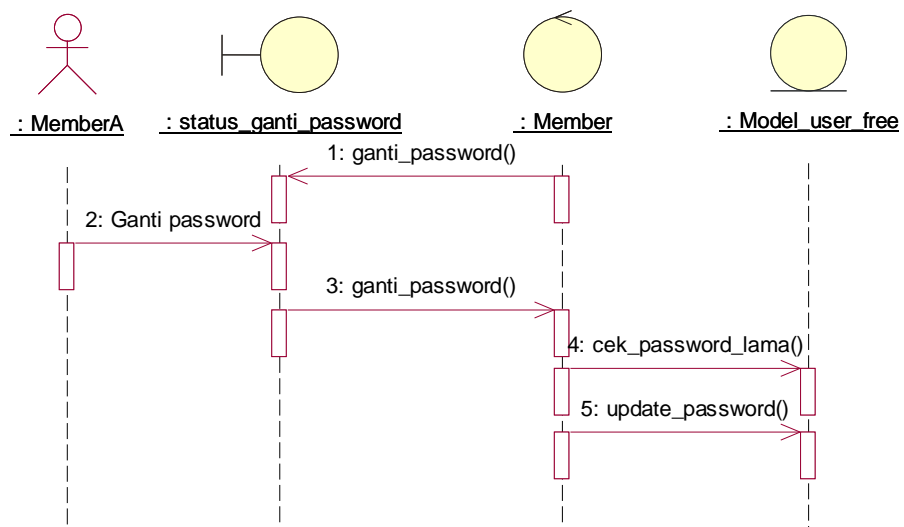 : MemberA
: status_ganti_password
: Member
: Model_user_free
1: ganti_password()
2: Ganti password
3: ganti_password()
4: cek_password_lama()
5: update_password()